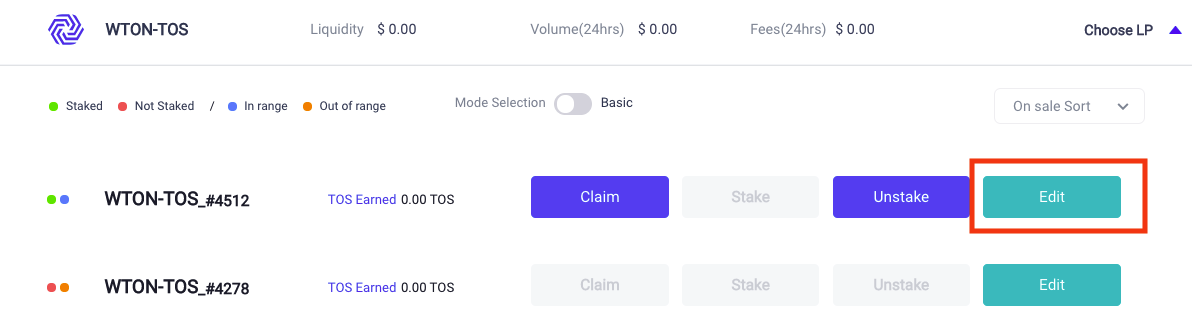 WTON-TOS Liquidity $ 0.00 Volume(24hrs) $ 0.00 Fees(24hrs) $ 0.00 Choose LP
Staked Not Staked / In range Out of range Mode Selection Basic On sale Sort
WTON-TOS_#4512 TOS Earned 0.00 TOS Claim Stake Unstake Edit
WTON-TOS_#4278 TOS Earned 0.00 TOS Claim Stake Unstake Edit